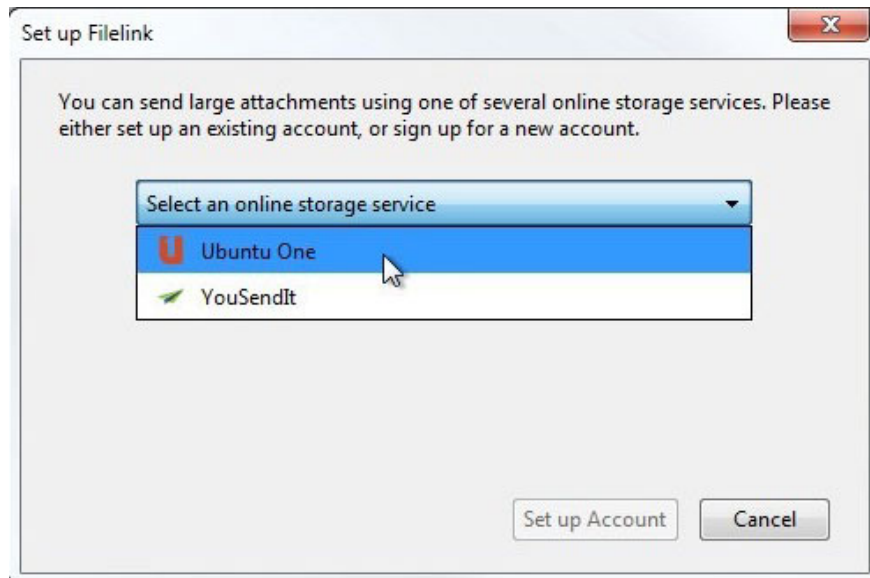 Set up Filelink
You can send large attachments using one of several online storage services. Please
either set up an existing account, or sign up for a new account.
Select an online storage service
Ubuntu One
YouSendIt
Set up Account
Cancel